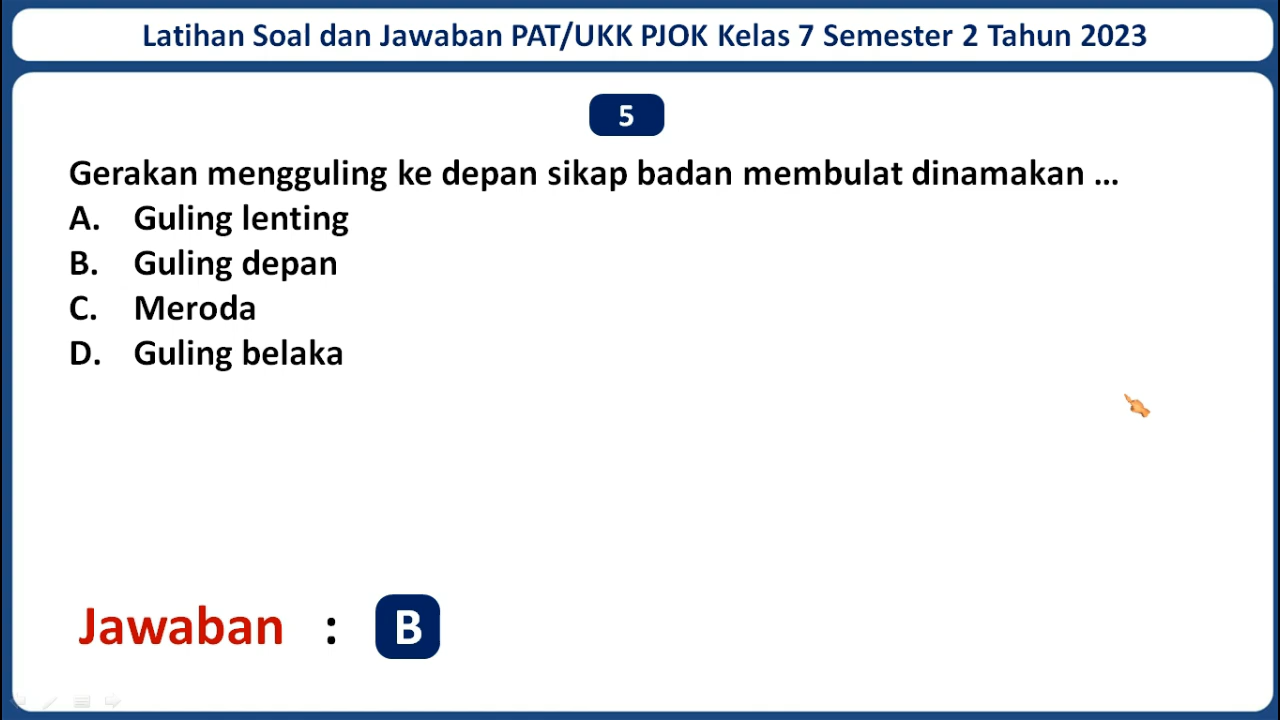 Latihan Soal dan Jawaban PAT/UKK PJOK Kelas 7 Semester 2 Tahun 2023
5
Gerakan mengguling ke depan sikap badan membulat dinamakan ...
A. Guling lenting
B. Guling depan
C. Meroda
D. Guling belaka
Jawaban : B